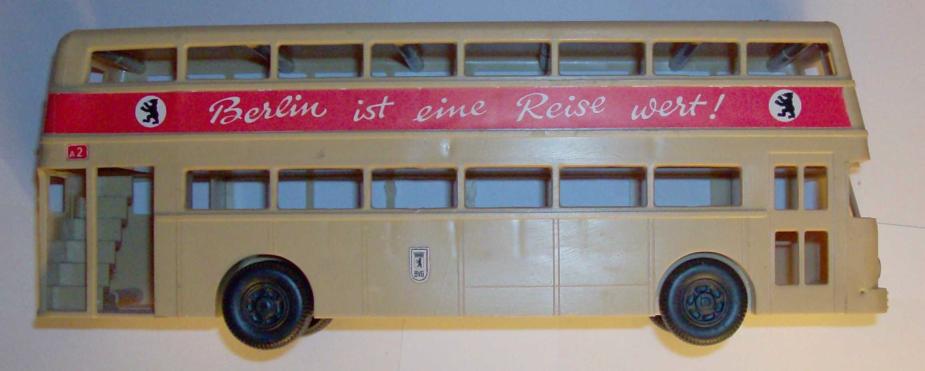 Berlin ist eine Reise wert!
A2
BVG